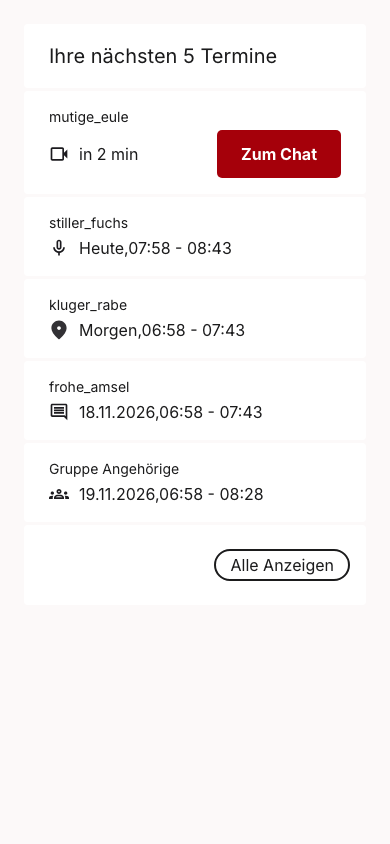 Ihre nächsten 5 Termine
mutige_eule
in 2 min
Zum Chat
stiller_fuchs
Heute,07:58 - 08:43
kluger_rabe
Morgen,06:58 - 07:43
frohe_amsel
18.11.2026,06:58 - 07:43
Gruppe Angehörige
19.11.2026,06:58 - 08:28
Alle Anzeigen